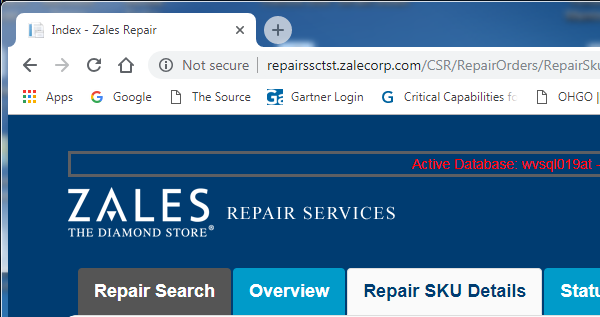 Index - Zales Repair
Not secure | repairssctst.zalecorp.com/CSR/RepairOrders/RepairSku
Apps G Google The Source Ga Gartner Login G Critical Capabilities fo OHGO |
Active Database: wvsql019at -
ZALES REPAIR SERVICES
THE DIAMOND STORE®
Repair Search Overview Repair SKU Details Statu